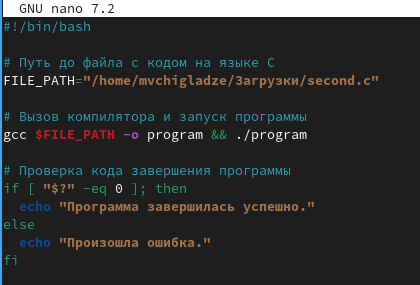 GNU nano 7.2
#!/bin/bash
# Путь до файла с кодом на языке C
FILE_PATH="/home/mvchigladze/Загрузки/second.c"
# Вызов компилятора и запуск программы
gcc $FILE_PATH -o program && ./program
# Проверка кода завершения программы
if [ "$?" -eq 0 ]; then
  echo "Программа завершилась успешно."
else
  echo "Произошла ошибка."
fi